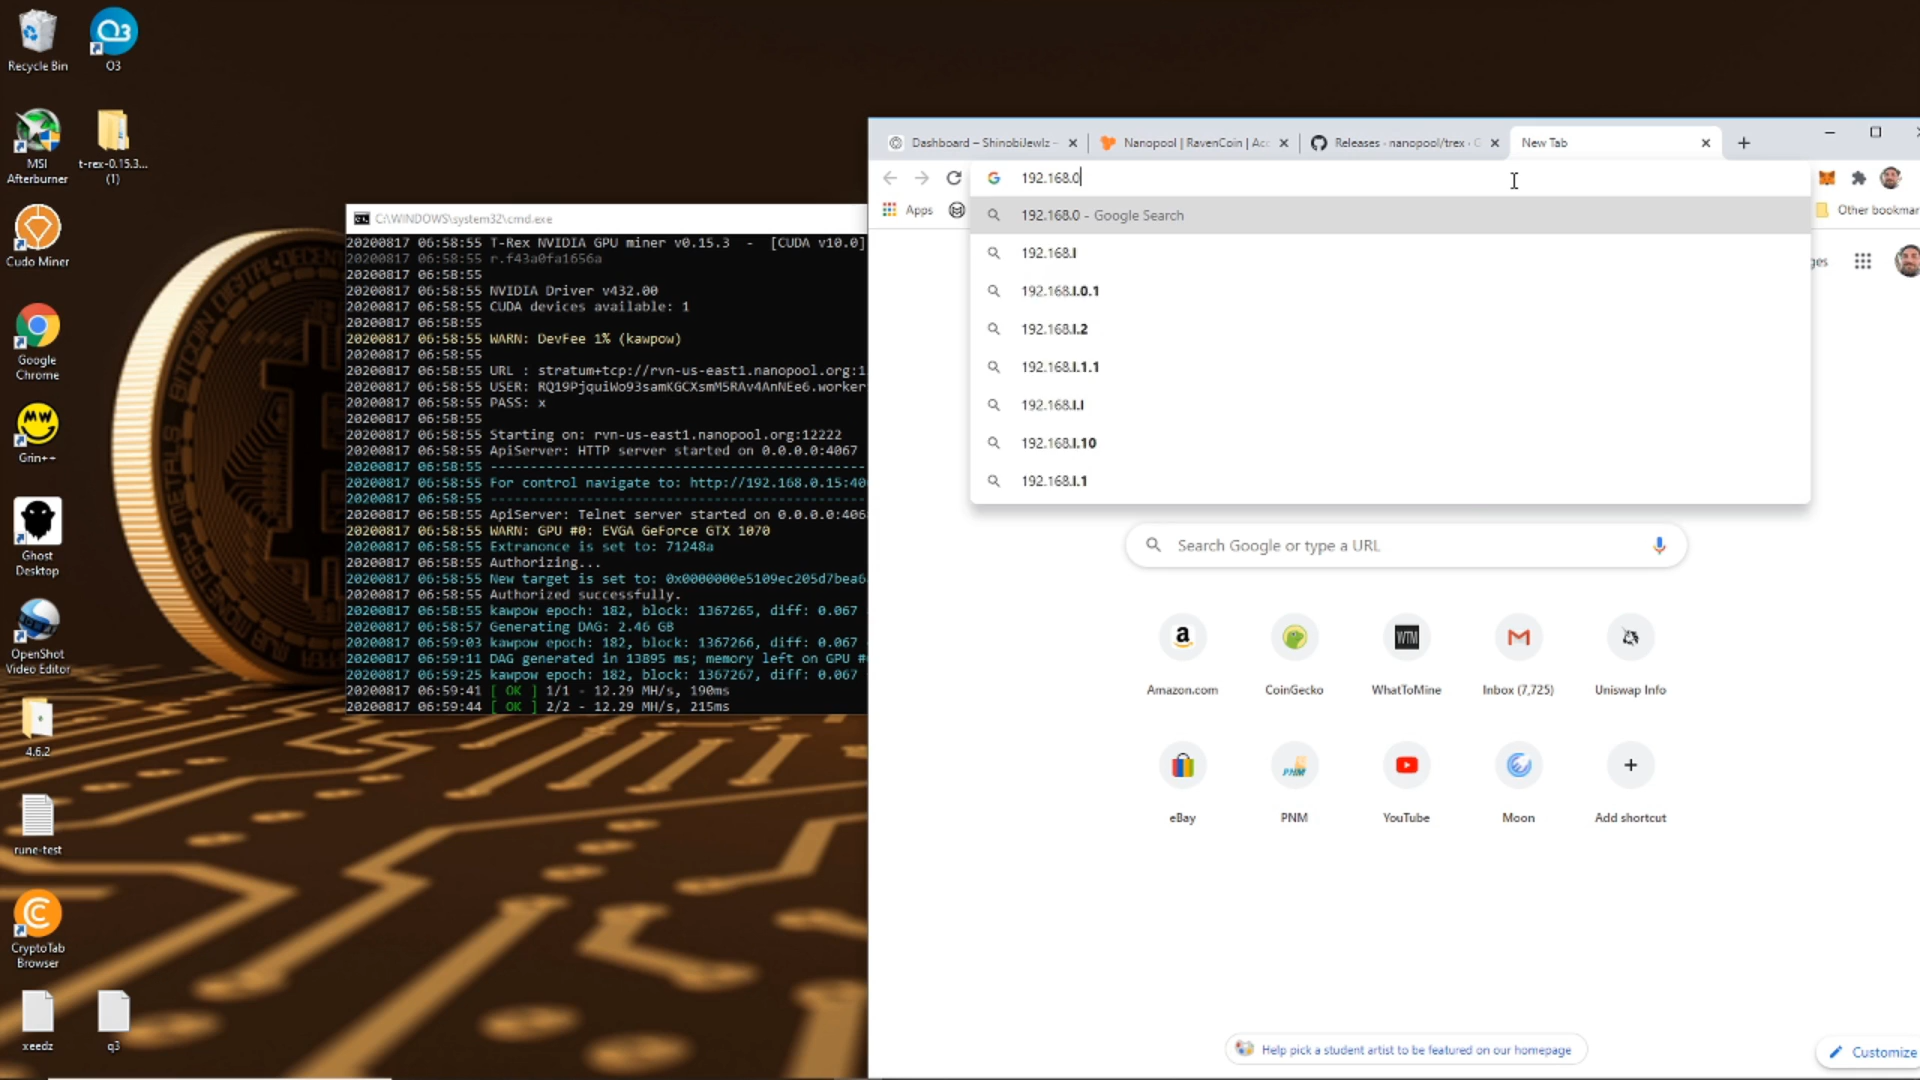 Recycle Bin
O3
MSI Afterburner
t-rex-0.15.3... (1)
Cudo Miner
Google Chrome
Grin++
Ghost Desktop
OpenShot Video Editor
4.6.2
rune-test
CryptoTab Browser
xeedz
q3
C:\WINDOWS\system32\cmd.exe
20200817 06:58:55 T-Rex NVIDIA GPU miner v0.15.3 - [CUDA v10.0]
20200817 06:58:55 r.f43a0fa1656a
20200817 06:58:55
20200817 06:58:55 NVIDIA Driver v432.00
20200817 06:58:55 CUDA devices available: 1
20200817 06:58:55
20200817 06:58:55 WARN: DevFee 1% (kawpow)
20200817 06:58:55
20200817 06:58:55 URL : stratum+tcp://rvn-us-east1.nanopool.org:1
20200817 06:58:55 USER: RQ19PjquiWo93samKGCXsmM5RAv4AnNEe6.worker
20200817 06:58:55 PASS: x
20200817 06:58:55
20200817 06:58:55 Starting on: rvn-us-east1.nanopool.org:12222
20200817 06:58:55 ApiServer: HTTP server started on 0.0.0.0:4067
20200817 06:58:55 -----------------------------------------------
20200817 06:58:55 For control navigate to: http://192.168.0.15:40
20200817 06:58:55 -----------------------------------------------
20200817 06:58:55 ApiServer: Telnet server started on 0.0.0.0:406
20200817 06:58:55 WARN: GPU #0: EVGA GeForce GTX 1070
20200817 06:58:55 Extranonce is set to: 71248a
20200817 06:58:55 Authorizing...
20200817 06:58:55 New target is set to: 0x0000000e5109ec205d7bea6
20200817 06:58:55 Authorized successfully.
20200817 06:58:55 kawpow epoch: 182, block: 1367265, diff: 0.067
20200817 06:58:57 Generating DAG: 2.46 GB
20200817 06:59:03 kawpow epoch: 182, block: 1367266, diff: 0.067
20200817 06:59:11 DAG generated in 13895 ms; memory left on GPU #
20200817 06:59:25 kawpow epoch: 182, block: 1367267, diff: 0.067
20200817 06:59:41 [ OK ] 1/1 - 12.29 MH/s, 190ms
20200817 06:59:44 [ OK ] 2/2 - 12.29 MH/s, 215ms
Dashboard – ShinobiJewlz -
Nanopool | RavenCoin | Acc
Releases · nanopool/trex · G
New Tab
192.168.0
Apps
Other bookmar
192.168.0 - Google Search
192.168.l
192.168.l.0.1
192.168.l.2
192.168.l.1.1
192.168.l.l
192.168.l.10
192.168.l.1
ges
Search Google or type a URL
Amazon.com
CoinGecko
WTM
WhatToMine
Inbox (7,725)
Uniswap Info
eBay
PNM
PNM
YouTube
Moon
Add shortcut
Help pick a student artist to be featured on our homepage
Customize